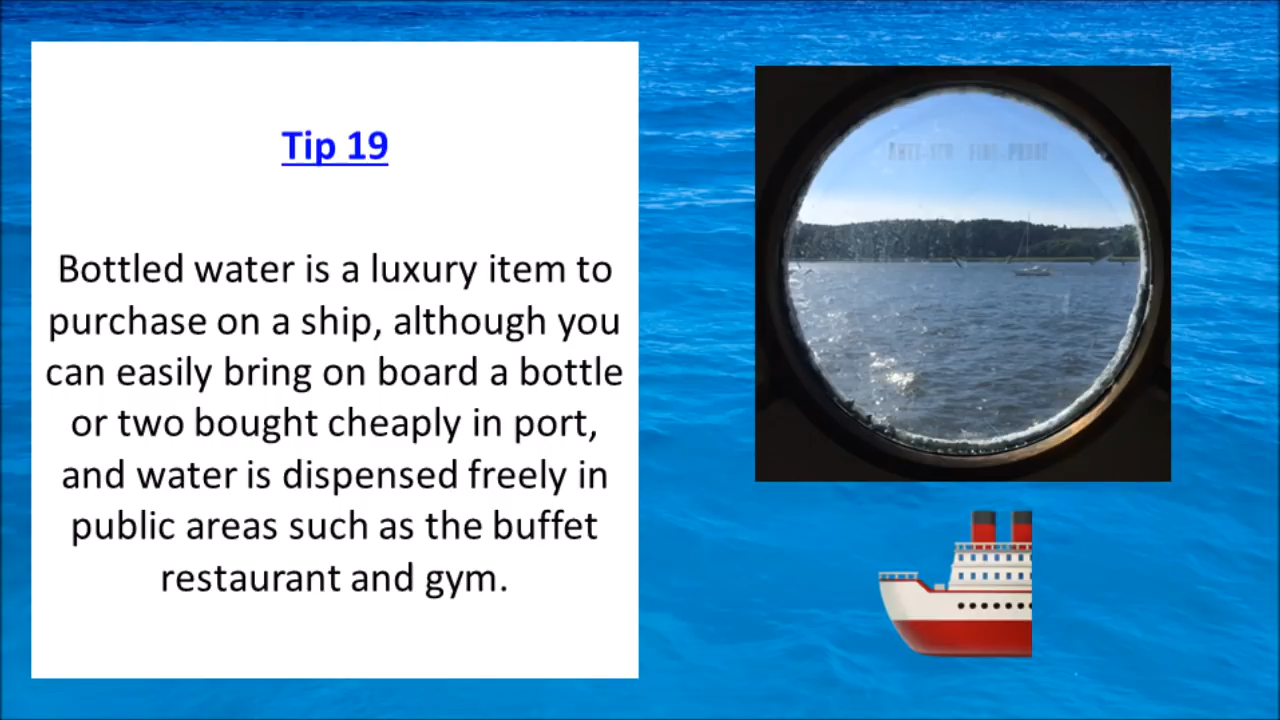 Tip 19
Bottled water is a luxury item to
purchase on a ship, although you
can easily bring on board a bottle
or two bought cheaply in port,
and water is dispensed freely in
public areas such as the buffet
restaurant and gym.